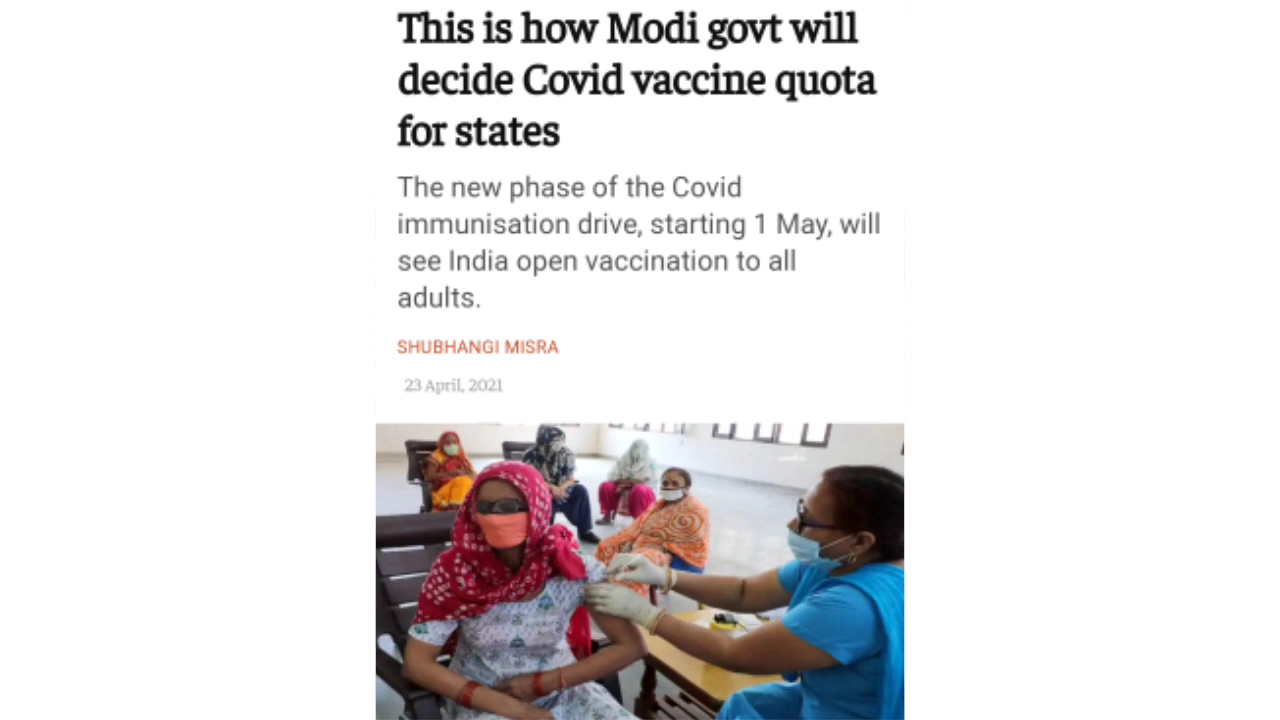 This is how Modi govt will
decide Covid vaccine quota
for states
The new phase of the Covid
immunisation drive, starting 1 May, will
see India open vaccination to all
adults.
SHUBHANGI MISRA
23 April, 2021